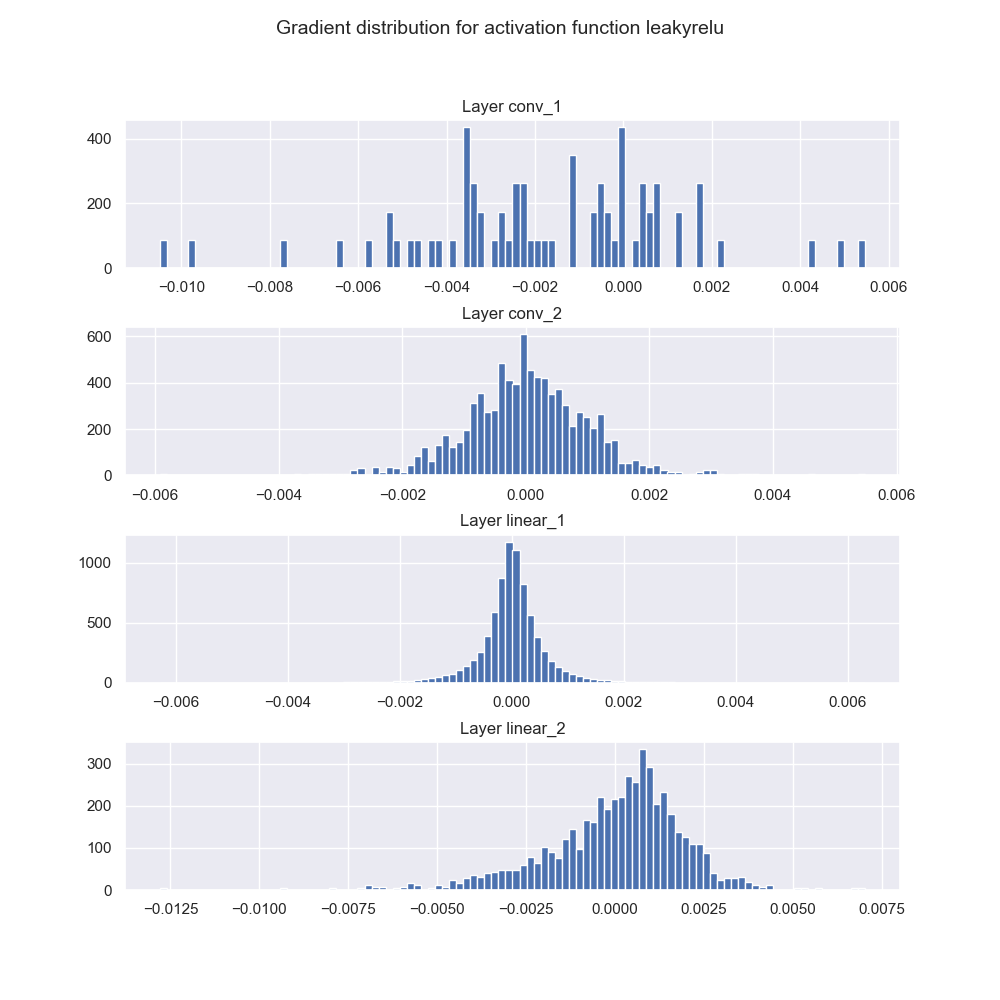 Gradient distribution for activation function leakyrelu
Layer conv_1
400
200
0
−0.010 −0.008 −0.006 −0.004 −0.002 0.000 0.002 0.004 0.006
Layer conv_2
600
400
200
0
−0.006 −0.004 −0.002 0.000 0.002 0.004 0.006
Layer linear_1
1000
500
0
−0.006 −0.004 −0.002 0.000 0.002 0.004 0.006
Layer linear_2
300
200
100
0
−0.0125 −0.0100 −0.0075 −0.0050 −0.0025 0.0000 0.0025 0.0050 0.0075